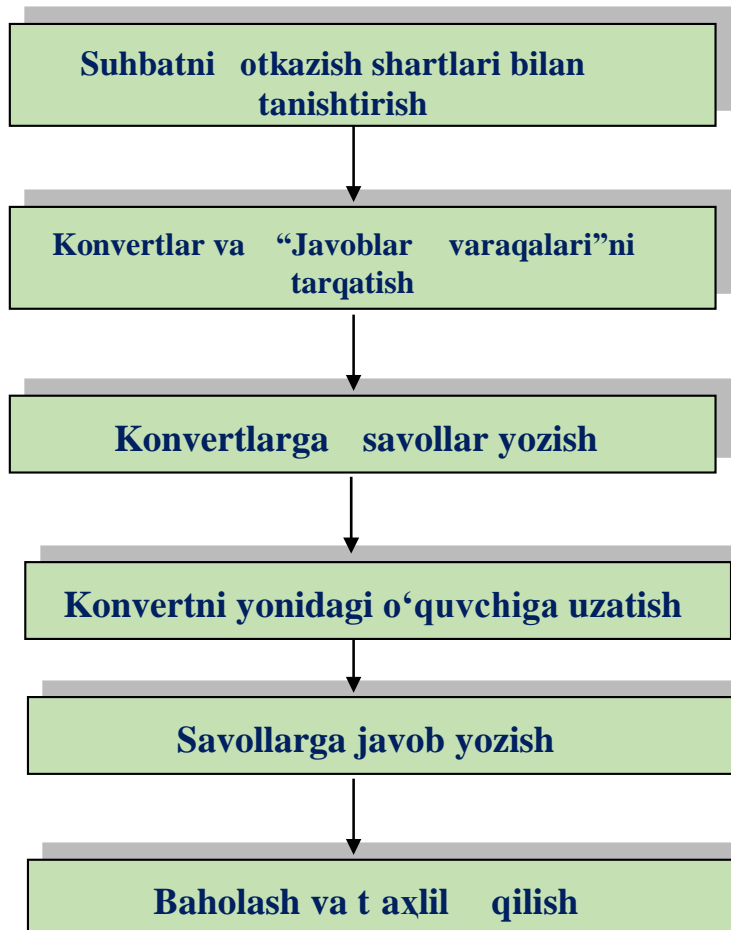 Suhbatni otkazish shartlari bilan
tanishtirish
Konvertlar va “Javoblar varaqalari”ni
tarqatish
Konvertlarga savollar yozish
Konvertni yonidagi o‘quvchiga uzatish
Savollarga javob yozish
Baholash va t aҳlil qilish